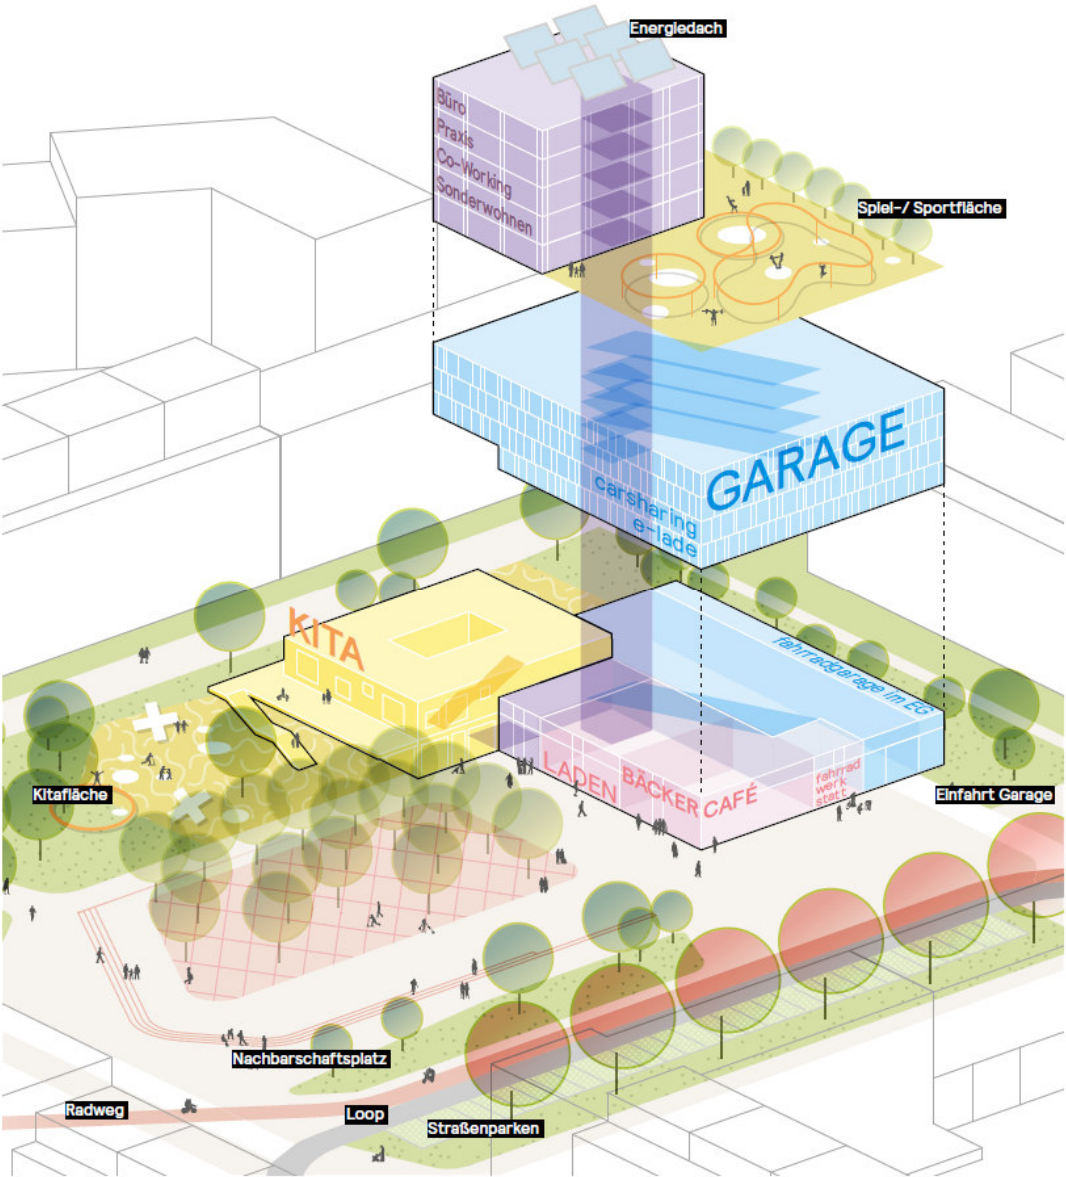 Energiedach
Büro
Praxis
Co-Working
Sonderwohnen
Spiel-/ Sportfläche
GARAGE
carsharing
e-lade
KITA
fahrradgarage im EG
LADEN
BÄCKER
CAFÉ
fahrrad
werk
statt
Kitafläche
Einfahrt Garage
Nachbarschaftsplatz
Radweg
Loop
Straßenparken